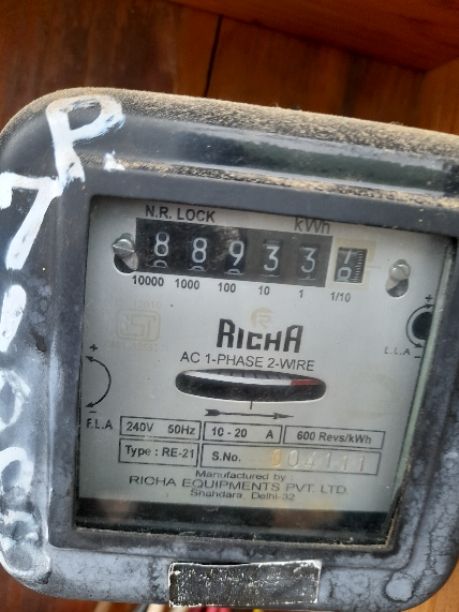 P.
7-
N.R. LOCK kWh
8 8 9 3 3
10000 1000 100 10 1 1/10
RICHA
AC 1-PHASE 2-WIRE
F.L.A L.L.A.
240V 50Hz 10 - 20 A 600 Revs/kWh
Type : RE-21 S.No.
Manufactured by :
RICHA EQUIPMENTS PVT. LTD.
Shahdara, Delhi-32